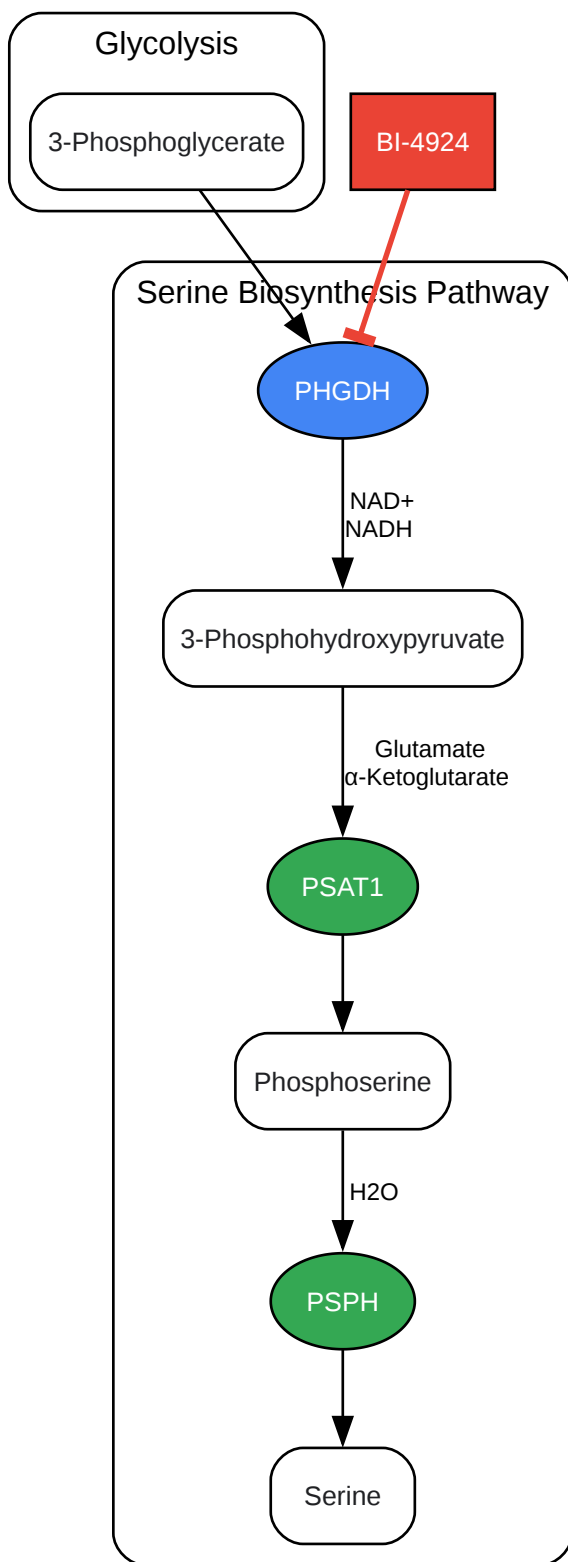 Glycolysis
3-Phosphoglycerate
BI-4924
Serine Biosynthesis Pathway
PHGDH
NAD+
NADH
3-Phosphohydroxypyruvate
Glutamate
α-Ketoglutarate
PSAT1
Phosphoserine
H2O
PSPH
Serine